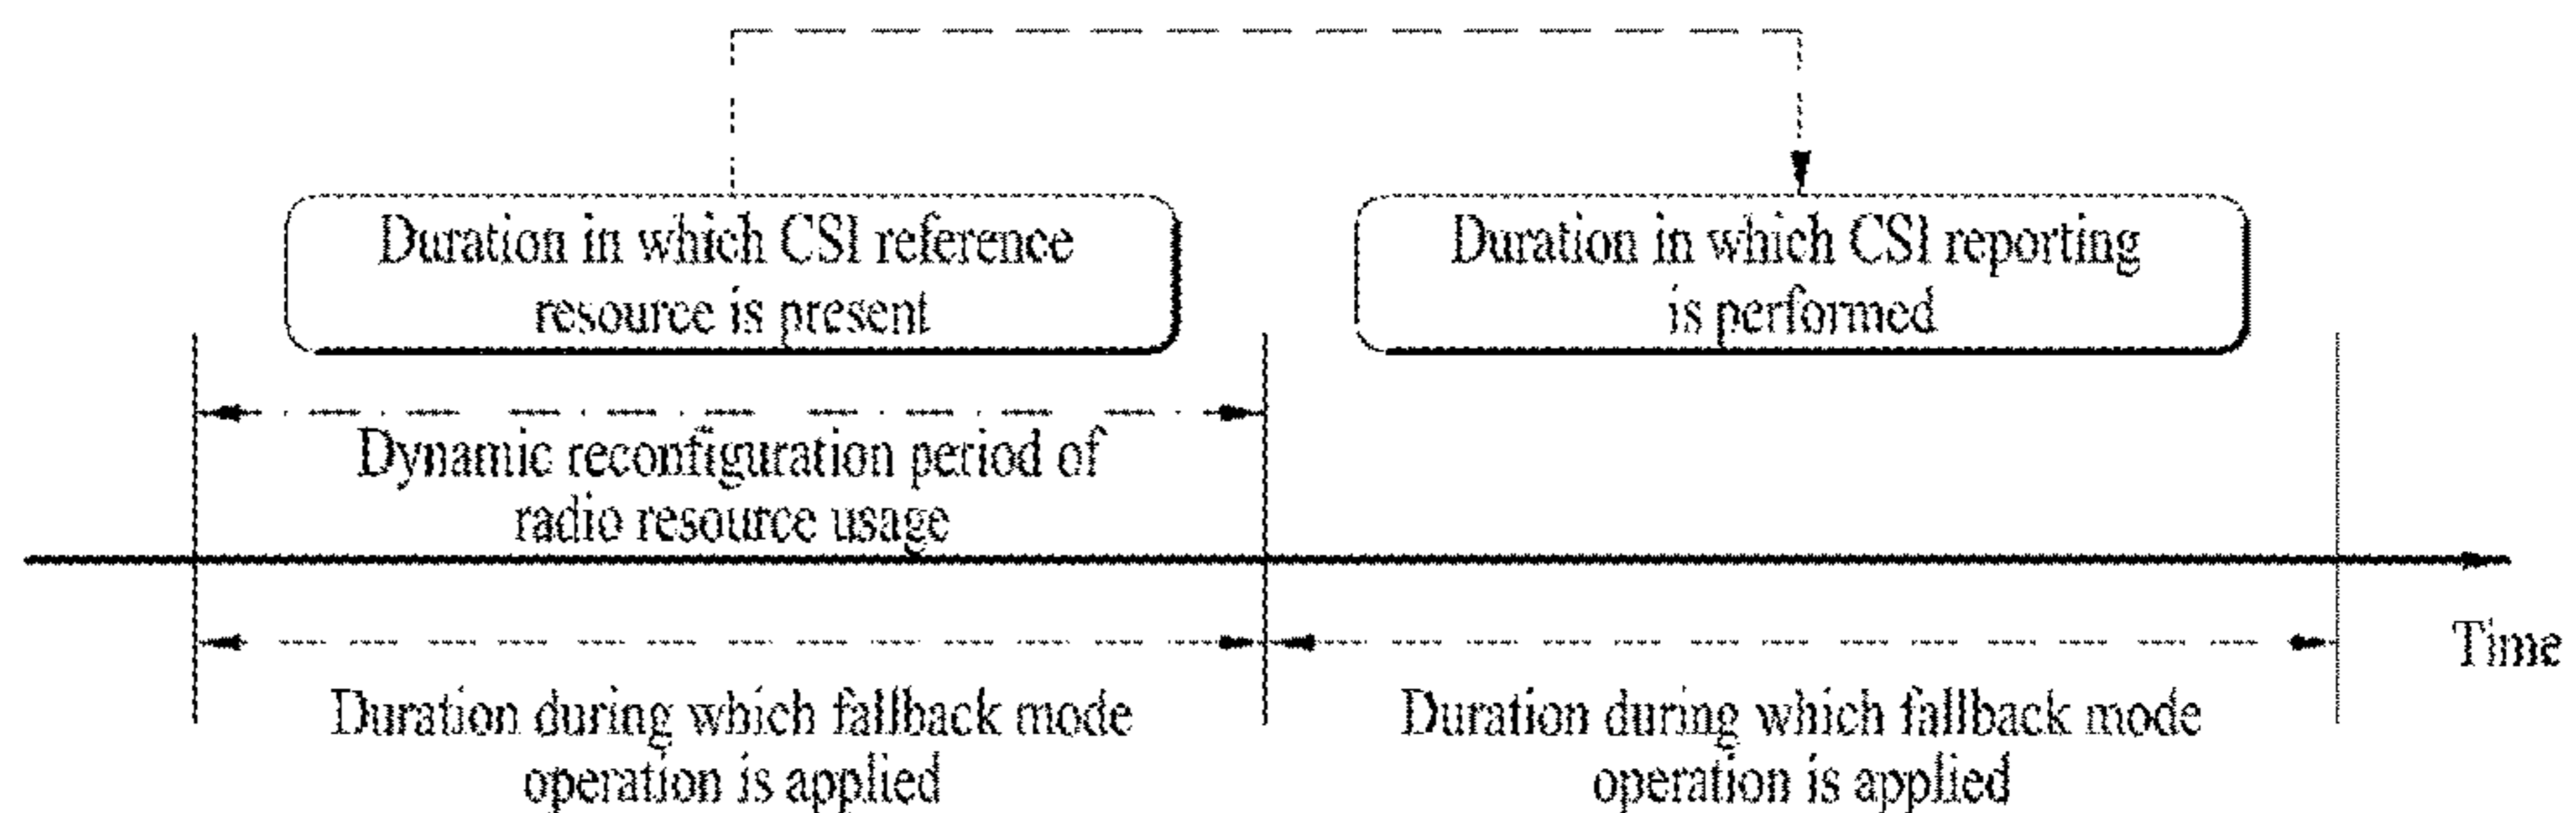 Duration in which CSI reference
resource is present
Duration in which CSI reporting
is performed
Dynamic reconfiguration period of
radio resource usage
Time
Duration during which fallback mode
operation is applied
Duration during which fallback mode
operation is applied